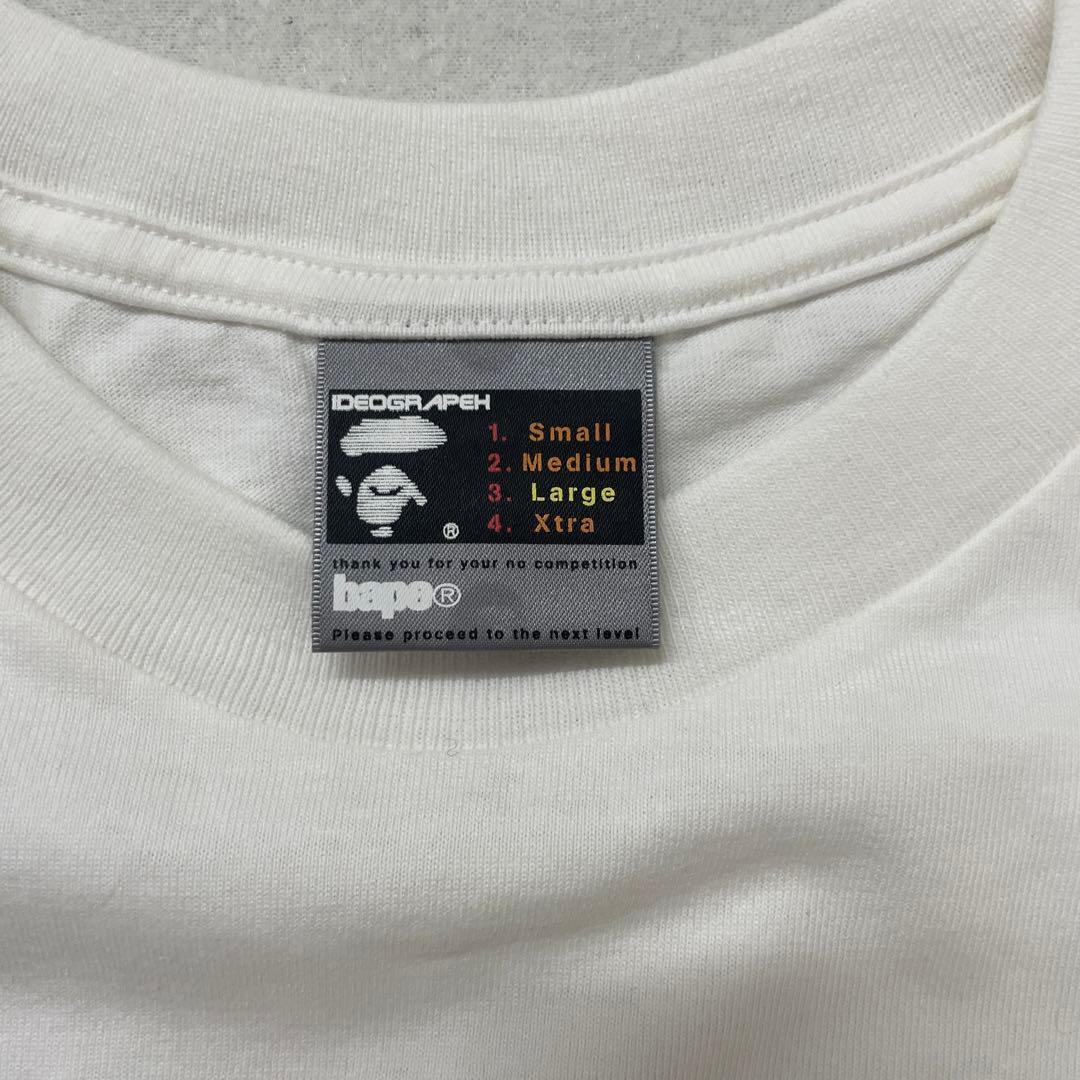 IDEOGRAPEH
1. Small
2. Medium
3. Large
4. Xtra
®
thank you for your no competition
bape®
Please proceed to the next level